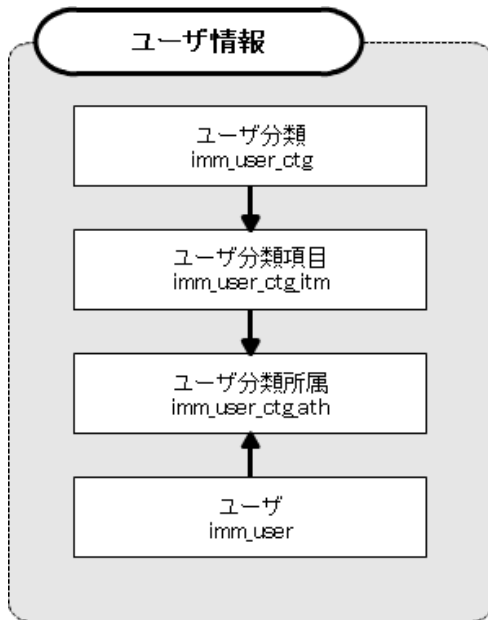 ユーザ情報
ユーザ分類
imm_user_ctg
ユーザ分類項目
imm_user_ctg_itm
ユーザ分類所属
imm_user_ctg_ath
ユーザ
imm_user